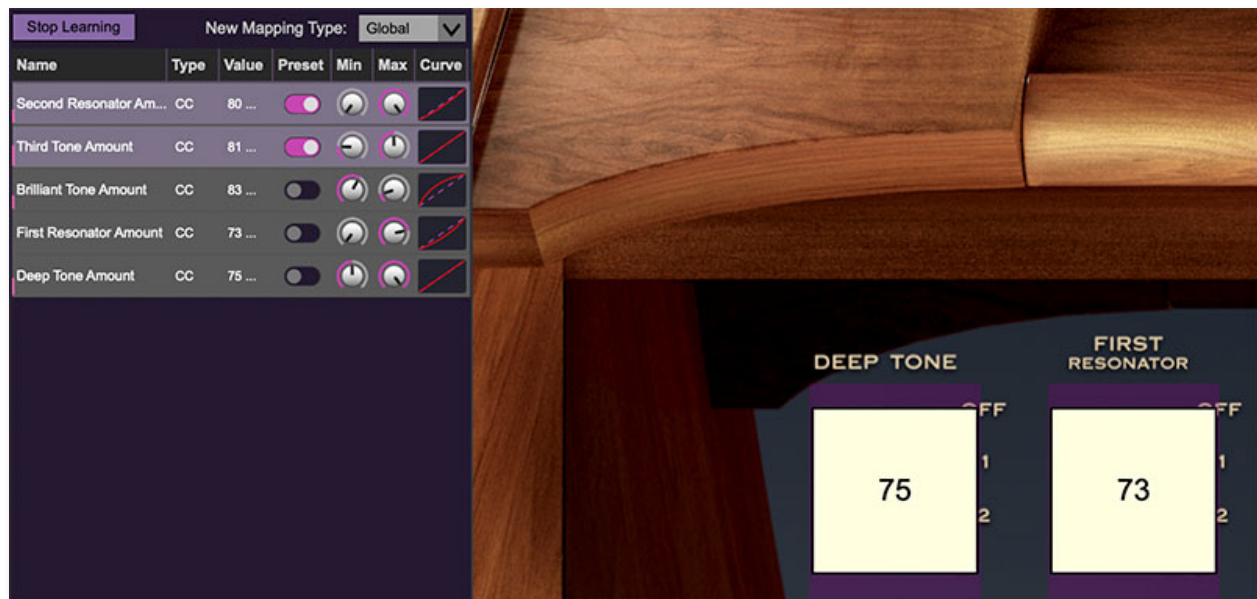 Stop Learning New Mapping Type: Global
Name Type Value Preset Min Max Curve
Second Resonator Am... CC 80 ...
Third Tone Amount CC 81 ...
Brilliant Tone Amount CC 83 ...
First Resonator Amount CC 73 ...
Deep Tone Amount CC 75 ...
DEEP TONE
FIRST
RESONATOR
OFF
OFF
1
1
75
73
2
2